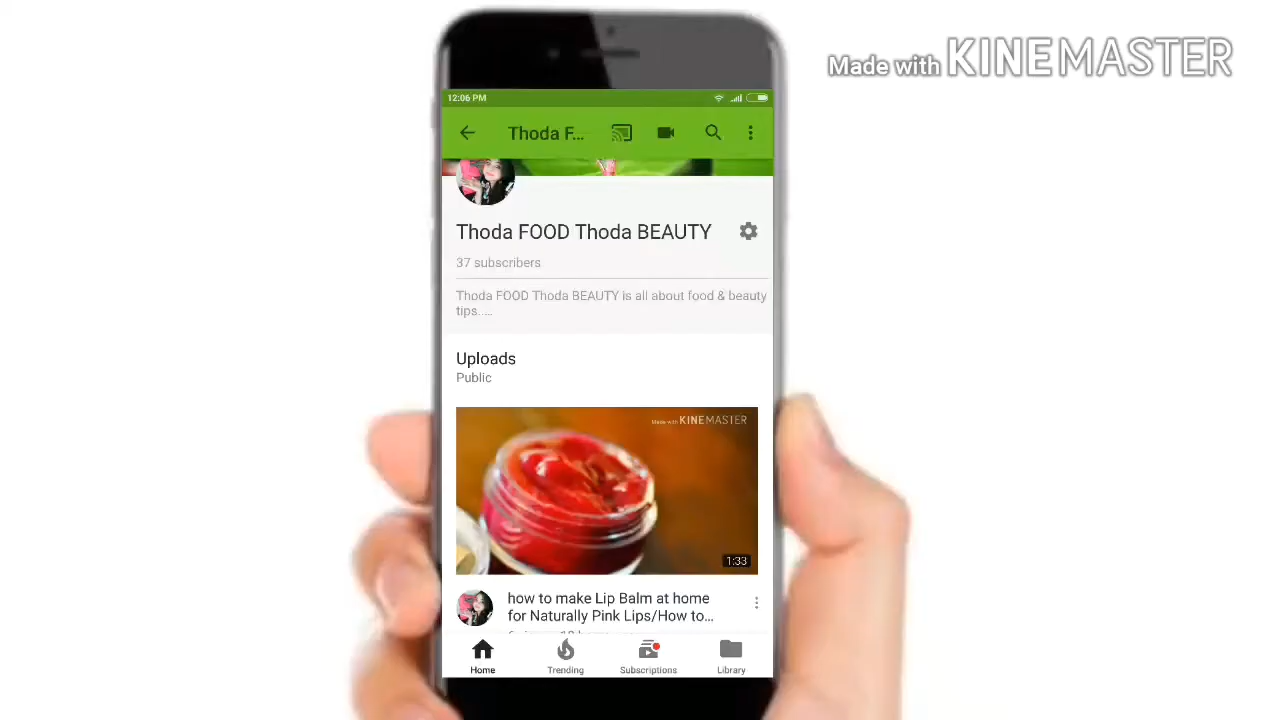 Made with KINEMASTER
12:06 PM
Thoda F...
Thoda FOOD Thoda BEAUTY
37 subscribers
Thoda FOOD Thoda BEAUTY is all about food & beauty
tips....
Uploads
Public
Made with KINEMASTER
1:33
how to make Lip Balm at home
for Naturally Pink Lips/How to...
Home
Trending
Subscriptions
Library